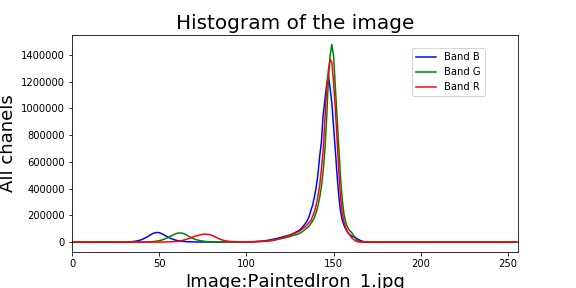 Histogram of the image
All chanels
1400000
1200000
1000000
800000
600000
400000
200000
0
Band B
Band G
Band R
0 50 100 150 200 250
Image:PaintedIron_1.jpg